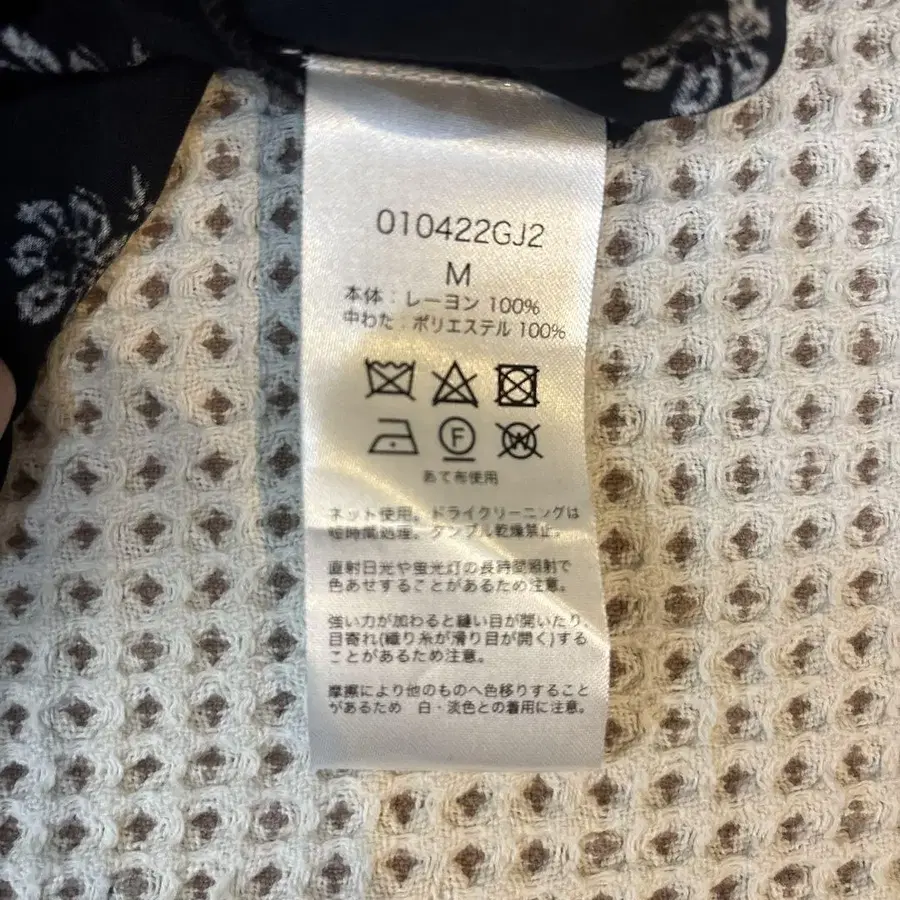 010422GJ2
M
本体：レーヨン 100%
中わた：ポリエステル 100%
F
W
あて布使用
ネット使用。ドライクリーニングは
短時間処理。タンブル乾燥禁止。
直射日光や蛍光灯の長時間照射で
色あせすることがあるため注意。
強い力が加わると縫い目が開いたり、
目寄れ(織り糸が滑り目が開く)する
ことがあるため注意。
摩擦により他のものへ色移りすること
があるため　白・淡色との着用に注意。